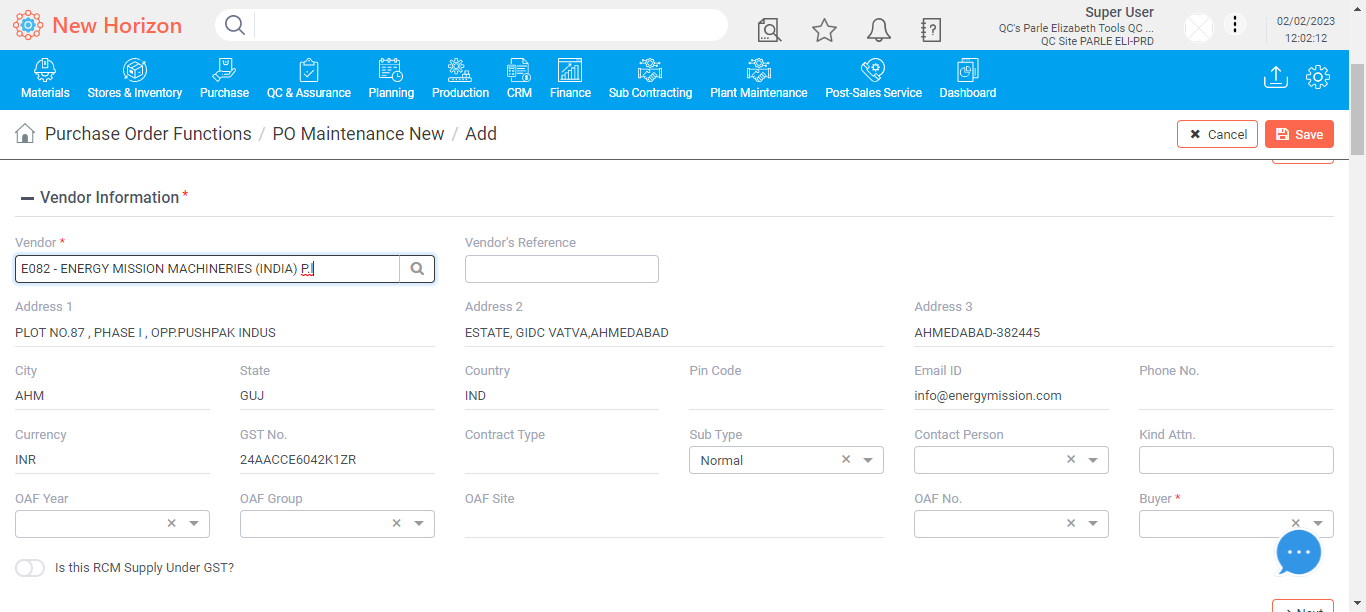 New Horizon
Super User
QC's Parle Elizabeth Tools QC ...
QC Site PARLE ELI-PRD
02/02/2023
12:02:12
Materials Stores & Inventory Purchase QC & Assurance Planning Production CRM Finance Sub Contracting Plant Maintenance Post-Sales Service Dashboard
Purchase Order Functions / PO Maintenance New / Add
Cancel Save
Vendor Information *
Vendor * Vendor's Reference
E082 - ENERGY MISSION MACHINERIES (INDIA) P.l
Address 1 Address 2 Address 3
PLOT NO.87 , PHASE I , OPP.PUSHPAK INDUS ESTATE, GIDC VATVA,AHMEDABAD AHMEDABAD-382445
City State Country Pin Code Email ID Phone No.
AHM GUJ IND info@energymission.com
Currency GST No. Contract Type Sub Type Contact Person Kind Attn.
INR 24AACCE6042K1ZR Normal
OAF Year OAF Group OAF Site OAF No. Buyer *
Is this RCM Supply Under GST?
Next